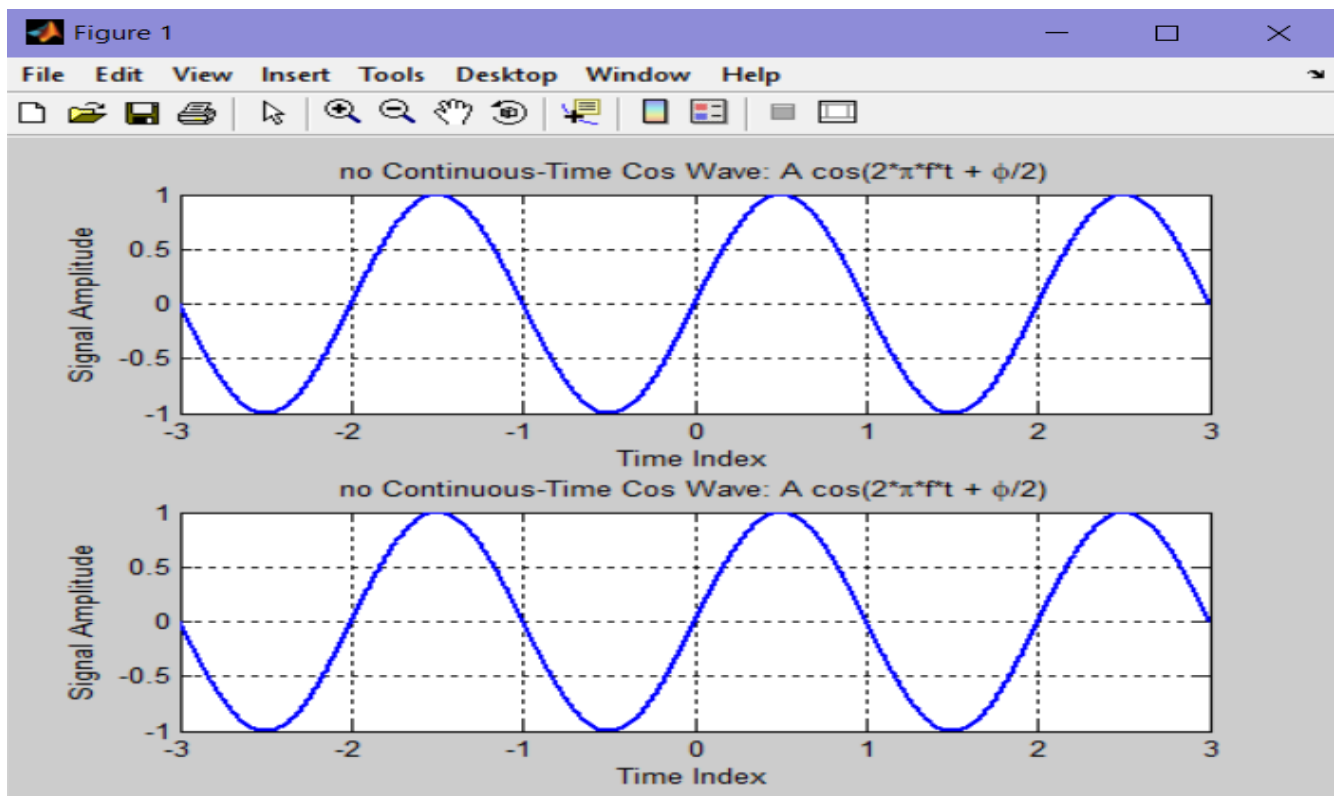 Figure 1
File Edit View Insert Tools Desktop Window Help
no Continuous-Time Cos Wave: A cos(2*π*f*t + ϕ/2)
1
0.5
0
-0.5
-1
Signal Amplitude
-3 -2 -1 0 1 2 3
Time Index
no Continuous-Time Cos Wave: A cos(2*π*f*t + ϕ/2)
1
0.5
0
-0.5
-1
Signal Amplitude
-3 -2 -1 0 1 2 3
Time Index